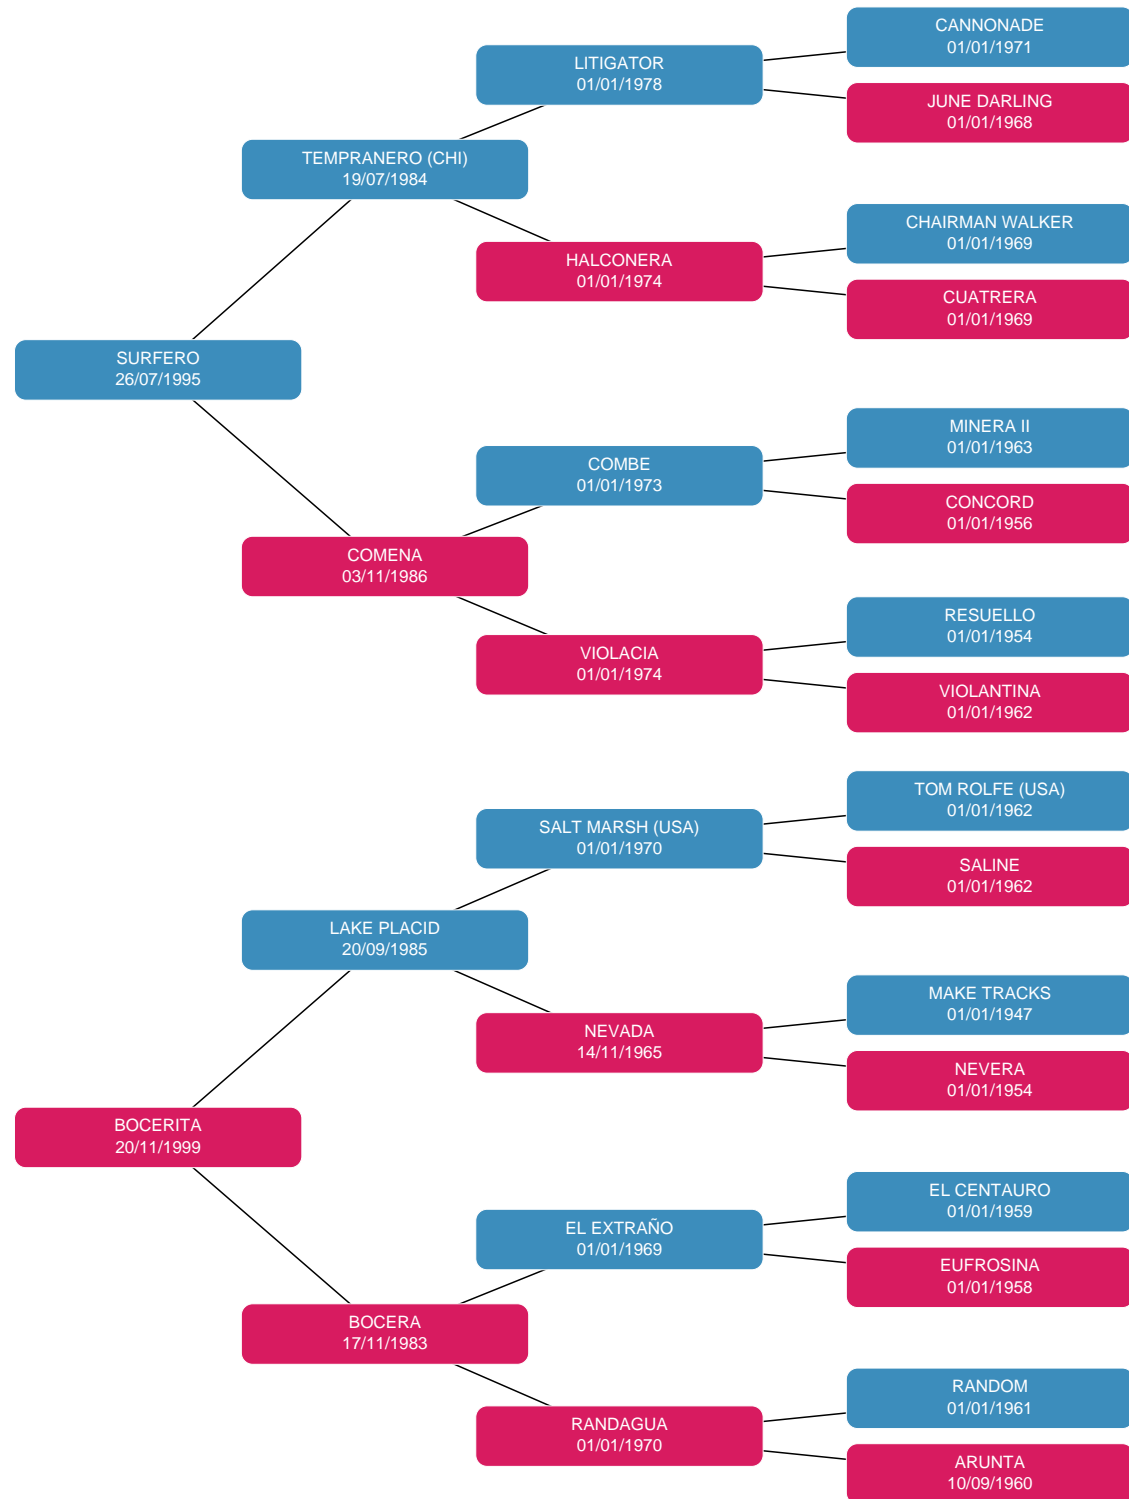 CANNONADE
01/01/1971
LITIGATOR
01/01/1978
JUNE DARLING
01/01/1968
TEMPRANERO (CHI)
19/07/1984
CHAIRMAN WALKER
01/01/1969
HALCONERA
01/01/1974
CUATRERA
01/01/1969
SURFERO
26/07/1995
MINERA II
01/01/1963
COMBE
01/01/1973
CONCORD
01/01/1956
COMENA
03/11/1986
RESUELLO
01/01/1954
VIOLACIA
01/01/1974
VIOLANTINA
01/01/1962
TOM ROLFE (USA)
01/01/1962
SALT MARSH (USA)
01/01/1970
SALINE
01/01/1962
LAKE PLACID
20/09/1985
MAKE TRACKS
01/01/1947
NEVADA
14/11/1965
NEVERA
01/01/1954
BOCERITA
20/11/1999
EL CENTAURO
01/01/1959
EL EXTRAÑO
01/01/1969
EUFROSINA
01/01/1958
BOCERA
17/11/1983
RANDOM
01/01/1961
RANDAGUA
01/01/1970
ARUNTA
10/09/1960